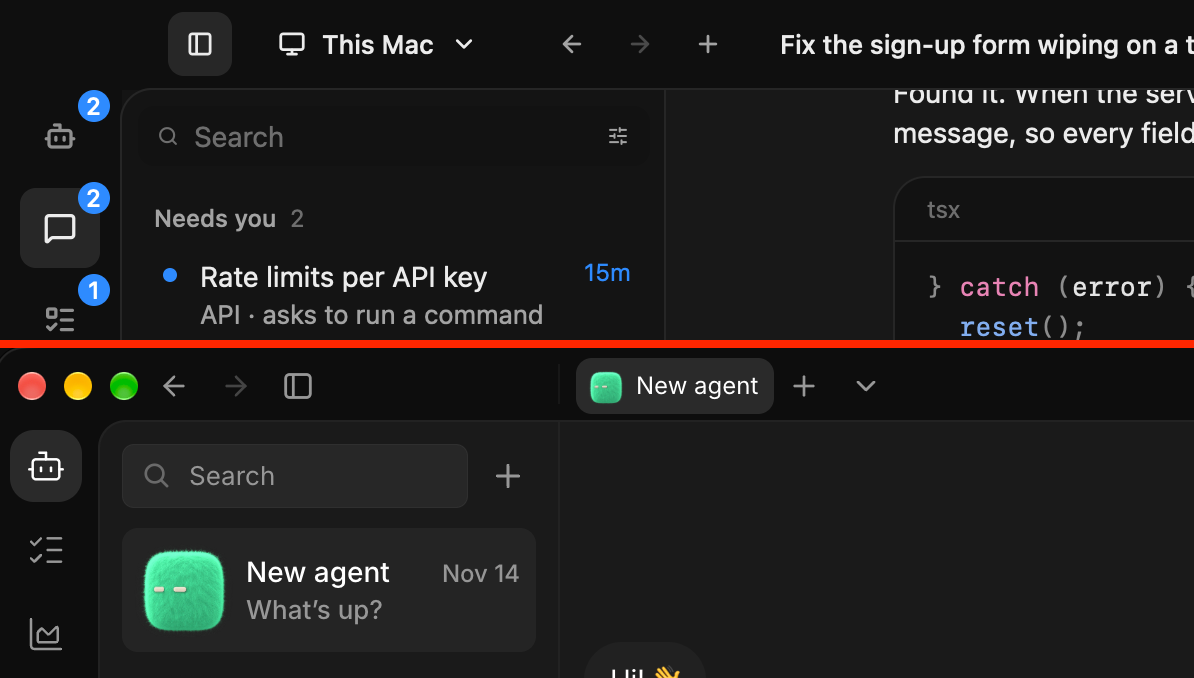 This Mac
Fix the sign-up form wiping on a t
2
Search
Found it. When the serv
message, so every field
2
Needs you 2
tsx
Rate limits per API key 15m
API · asks to run a command
1
} catch (error) {
reset();
New agent
Search
New agent Nov 14
What’s up?
Hi! 👋